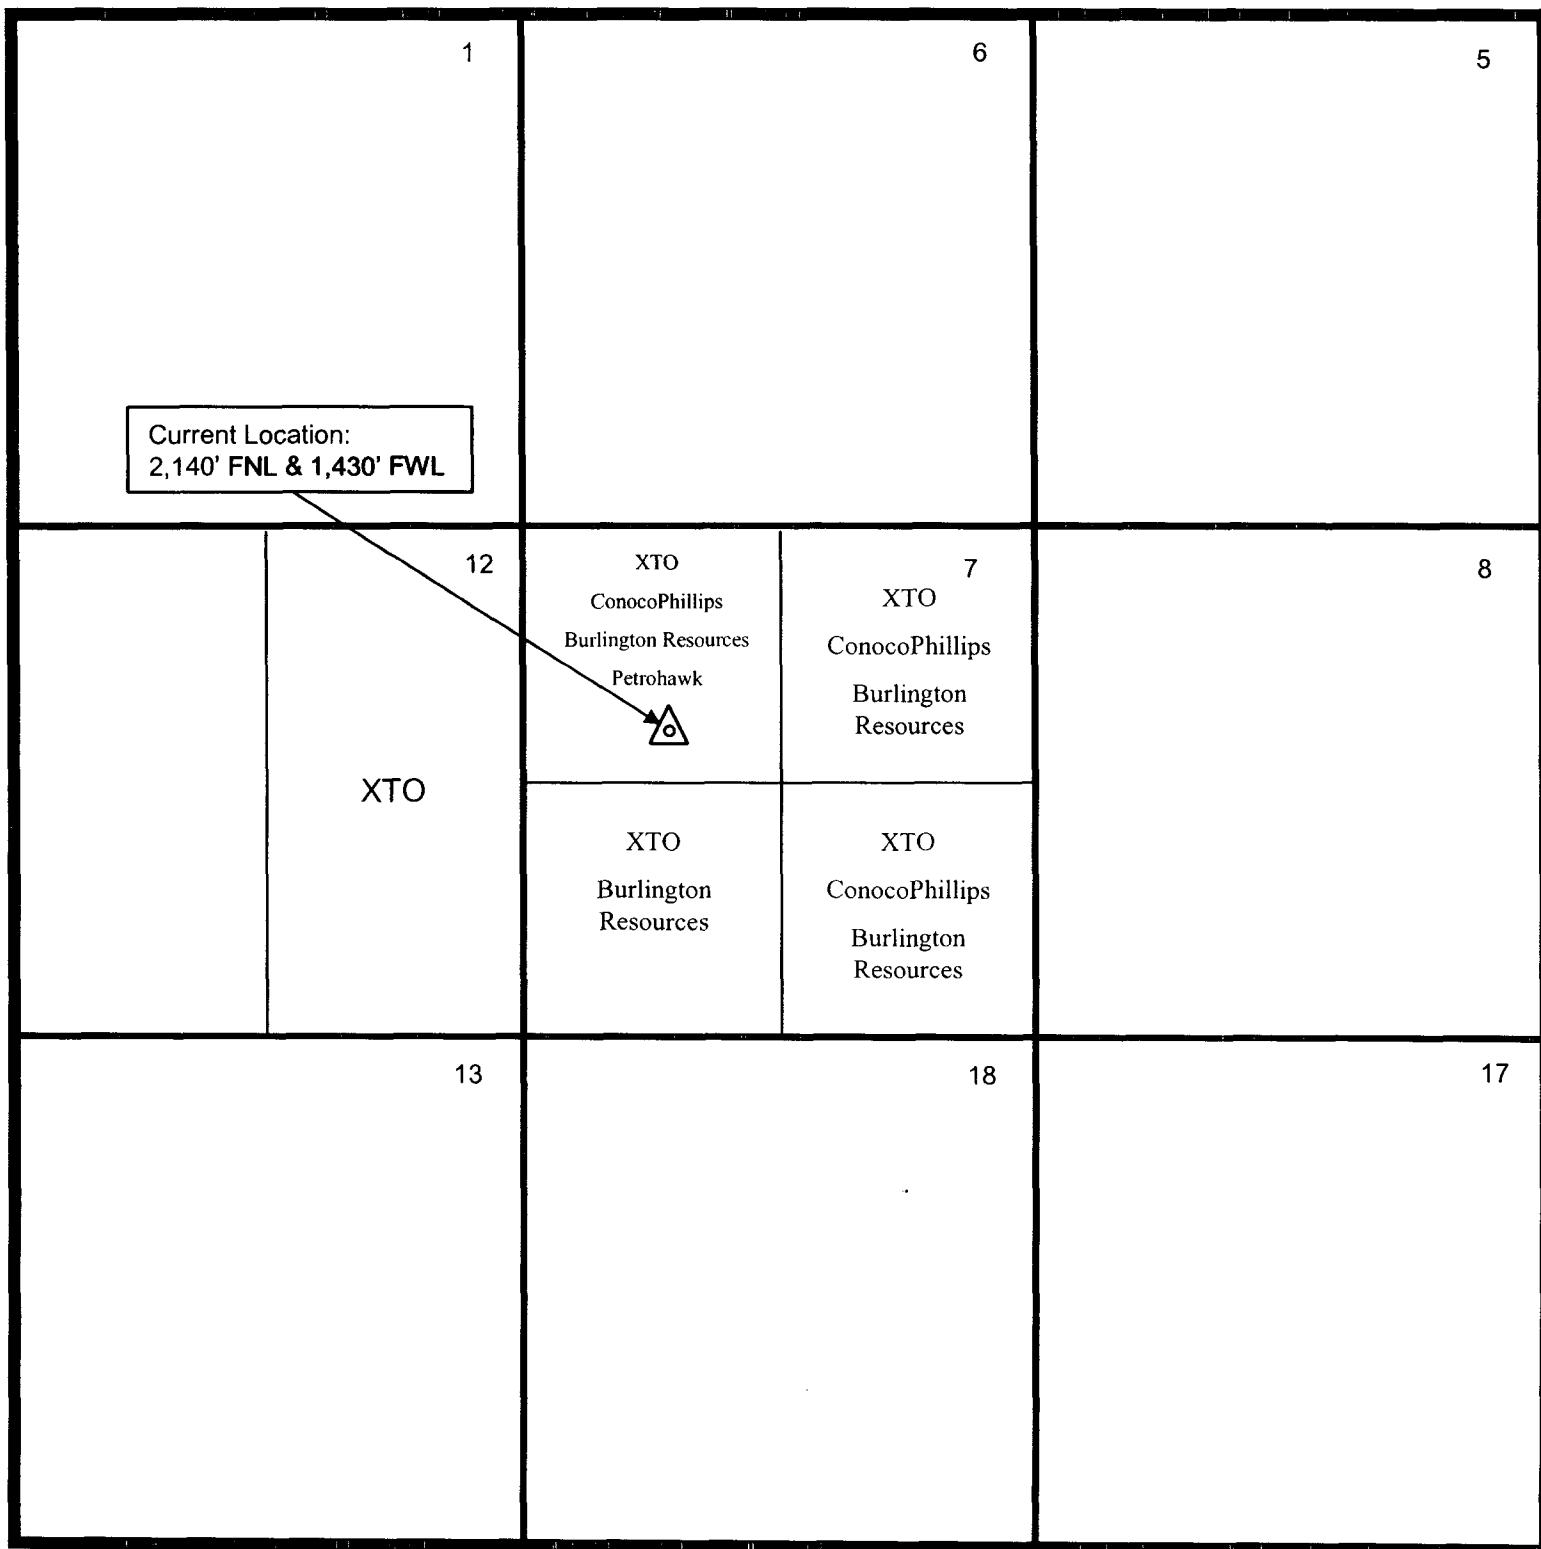 1
6
5
Current Location:
2,140' FNL & 1,430' FWL
12
XTO
XTO
ConocoPhillips
Burlington Resources
Petrohawk
7
XTO
ConocoPhillips
Burlington
Resources
XTO
Burlington
Resources
XTO
ConocoPhillips
Burlington
Resources
8
13
18
17